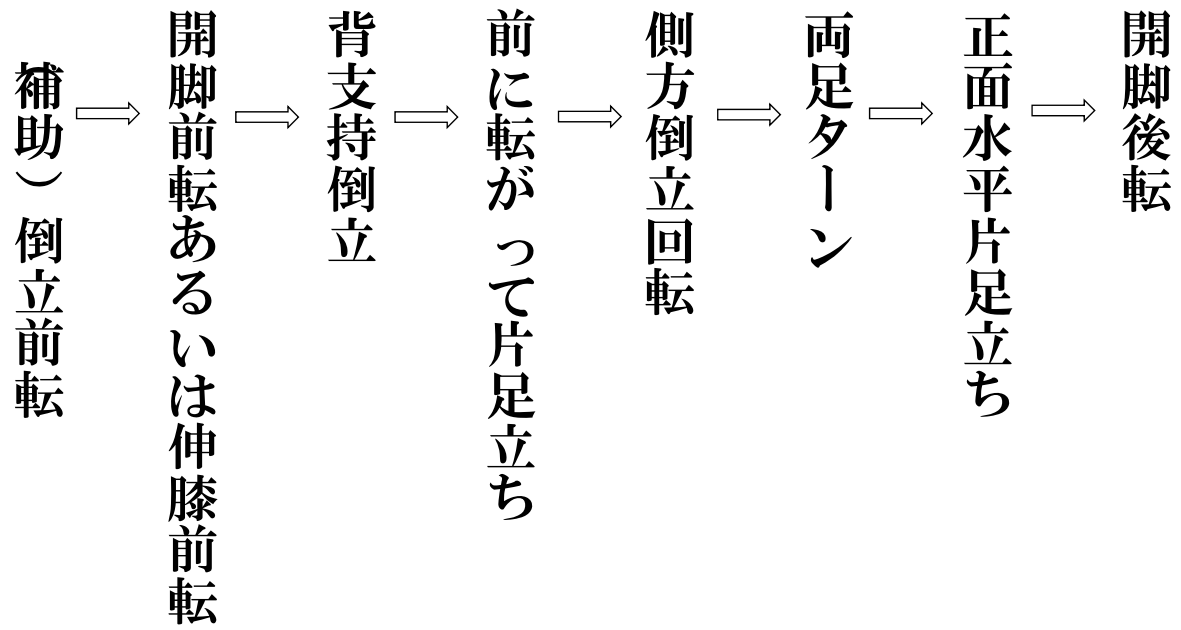 補助）倒立前転
⇨
開脚前転あるいは伸膝前転
⇨
背支持倒立
⇨
前に転がって片足立ち
⇨
側方倒立回転
⇨
両足ターン
⇨
正面水平片足立ち
⇨
開脚後転